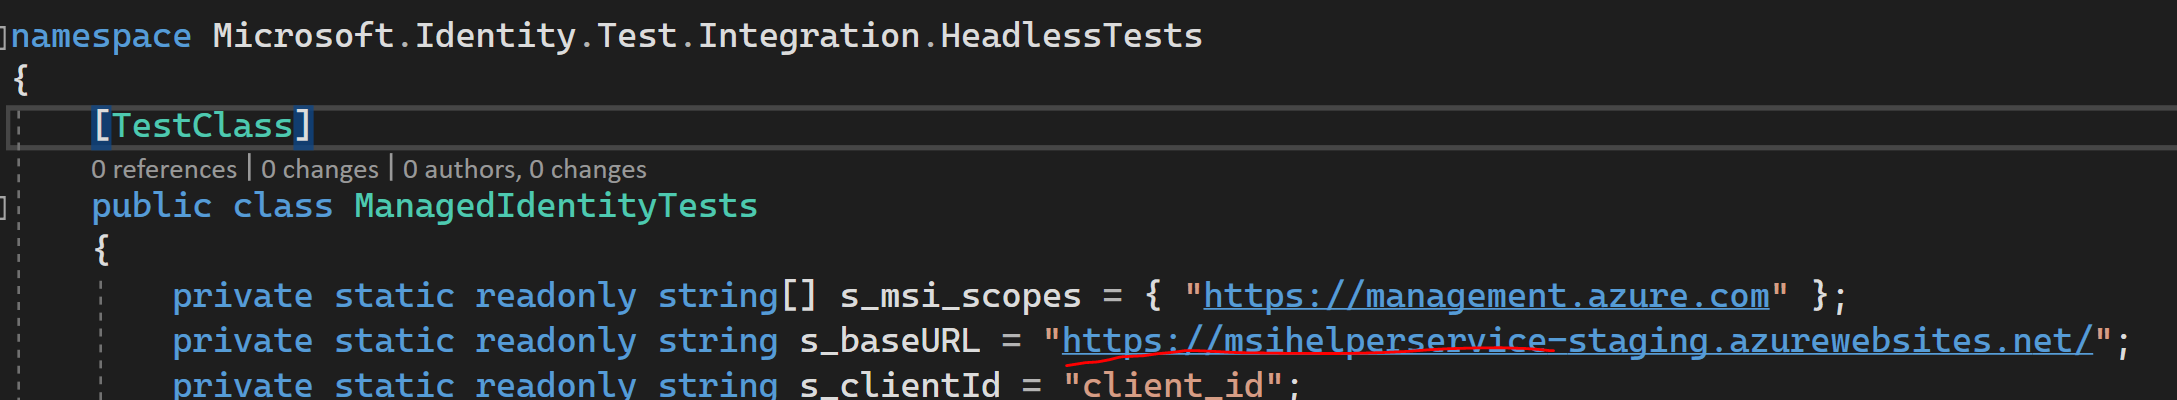 namespace Microsoft.Identity.Test.Integration.HeadlessTests
{
[TestClass]
0 references | 0 changes | 0 authors, 0 changes
public class ManagedIdentityTests
{
private static readonly string[] s_msi_scopes = { "https://management.azure.com" };
private static readonly string s_baseURL = "https://msihelperservice-staging.azurewebsites.net/";
private static readonly string s_clientId = "client_id";